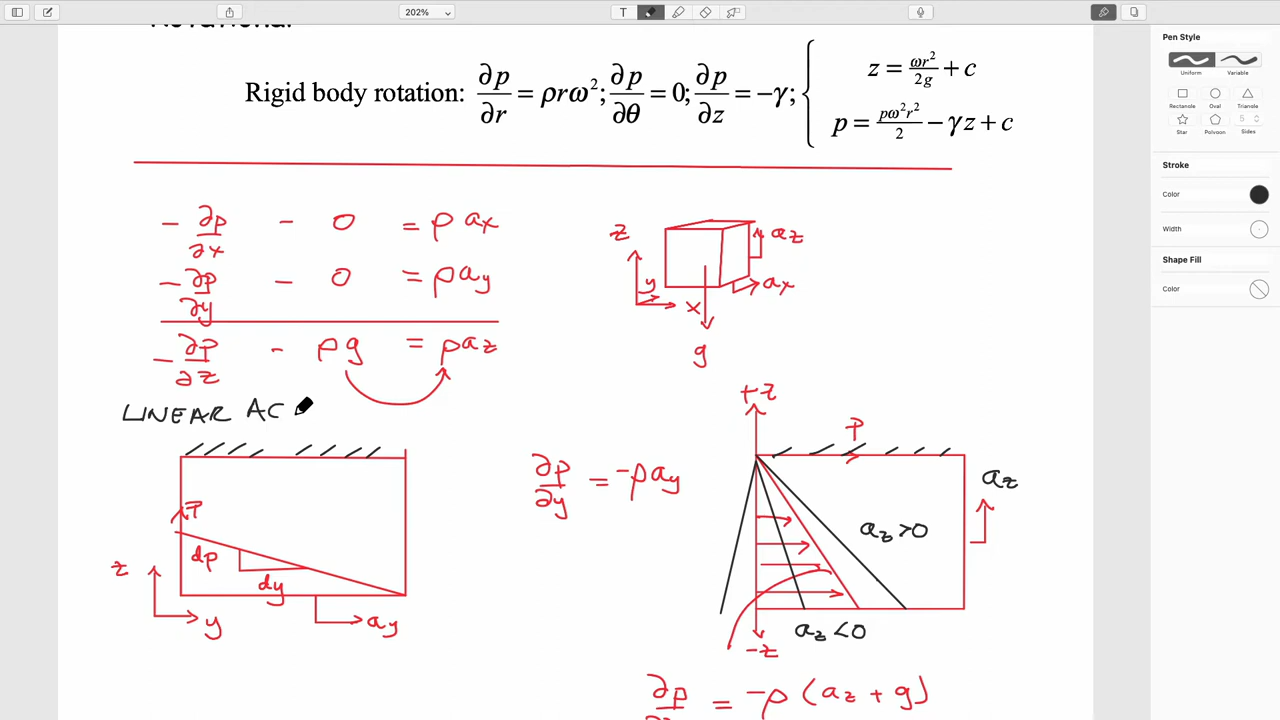 202%
T
Pen Style
Uniform
Variable
Rectangle
Oval
Triangle
Star
Polygon
5
Sides
Stroke
Color
Width
Shape Fill
Color
Rigid body rotation: ∂p/∂r = ρrω²; ∂p/∂θ = 0; ∂p/∂z = −γ; { z = ωr²/2g + c
p = pω²r²/2 − γz + c
− ∂p/∂x − 0 = ρ ax
− ∂p/∂y − 0 = ρ ay
− ∂p/∂z − ρg = ρ az
z
y
x
az
ax
g
LINEAR AC
P
dp
dy
z
y
ay
∂p/∂y = −ρ ay
+z
P
az
az > 0
az < 0
−z
∂p = −ρ (az + g)